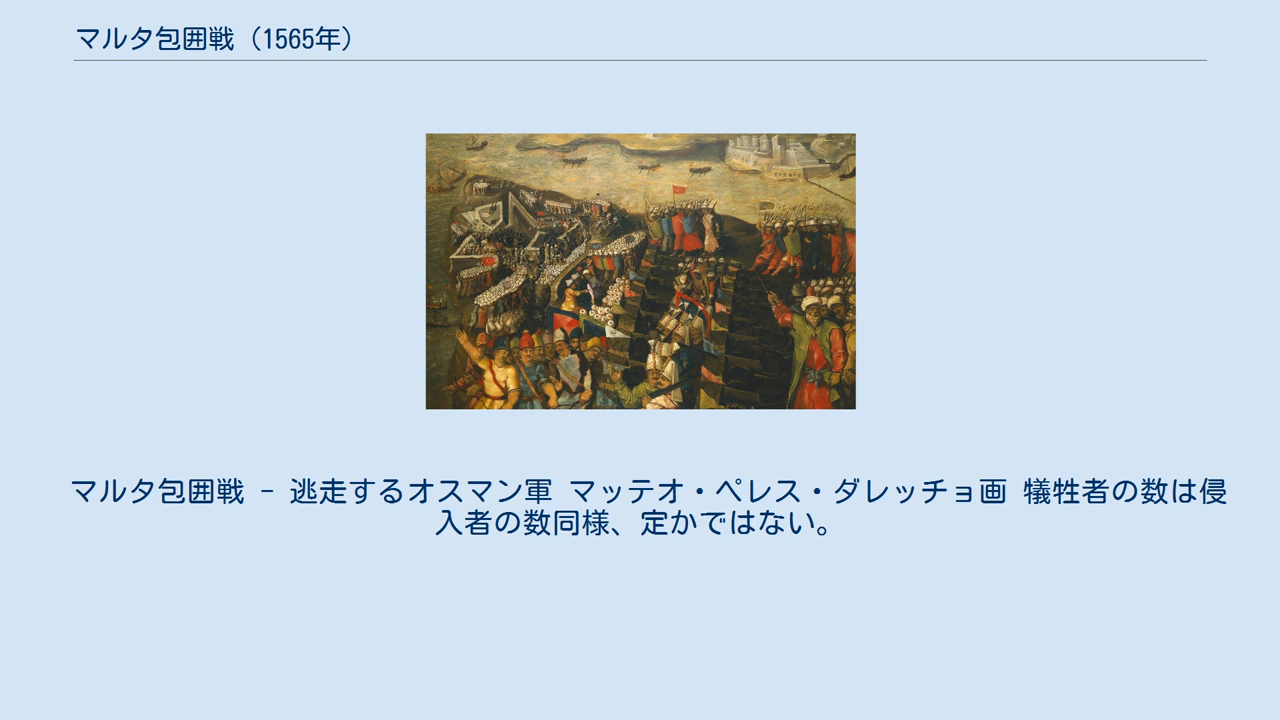 マルタ包囲戦（1565年）
マルタ包囲戦 - 逃走するオスマン軍 マッテオ・ペレス・ダレッチョ画 犠牲者の数は侵
入者の数同様、定かではない。